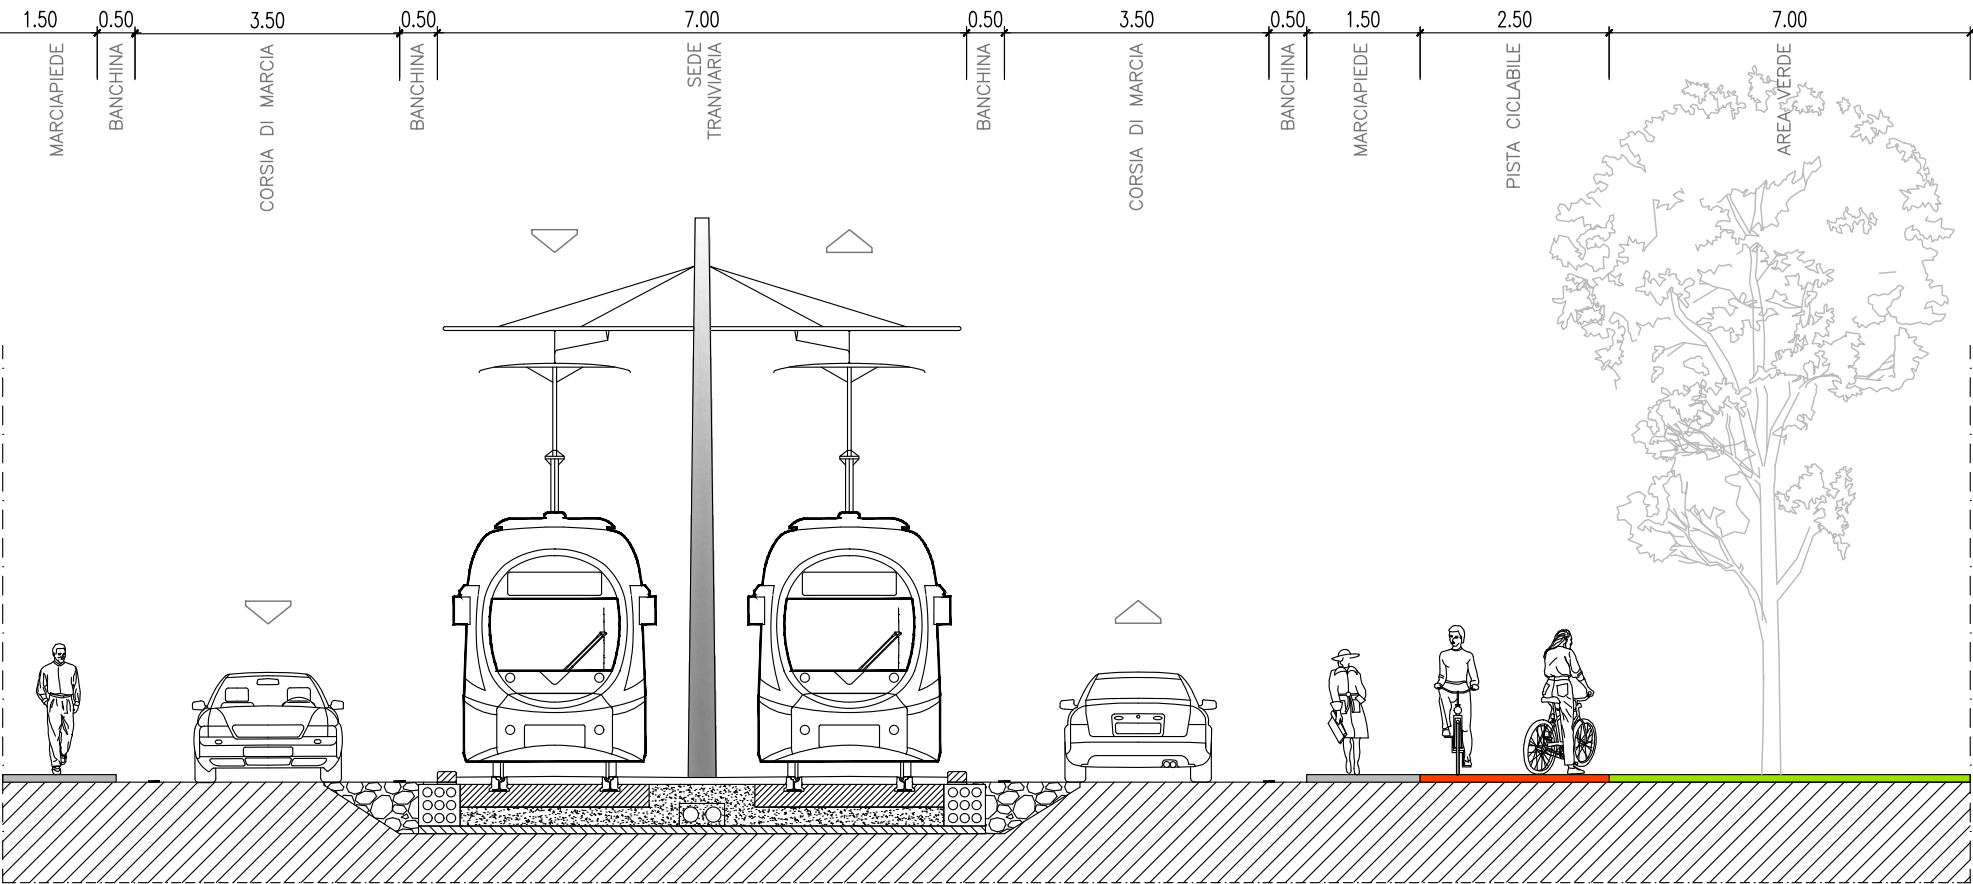 1.50 0.50 3.50 0.50 7.00 0.50 3.50 0.50 1.50 2.50 7.00
MARCIAPIEDE
BANCHINA
CORSIA DI MARCIA
BANCHINA
SEDE
TRANVIARIA
BANCHINA
CORSIA DI MARCIA
BANCHINA
MARCIAPIEDE
PISTA CICLABILE
AREA VERDE